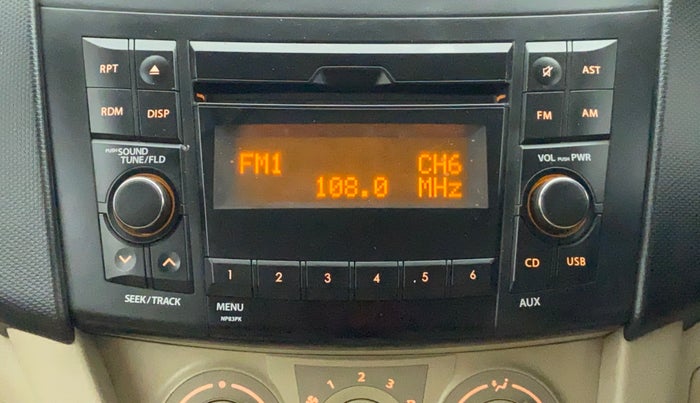 RPT
RDM DISP
PUSH SOUND
TUNE/FLD
SEEK/TRACK
FM1 CH6
108.0 MHz
1 2 3 4 .5 6
MENU
AST
FM AM
VOL PUSH PWR
CD USB
AUX
1 2 3